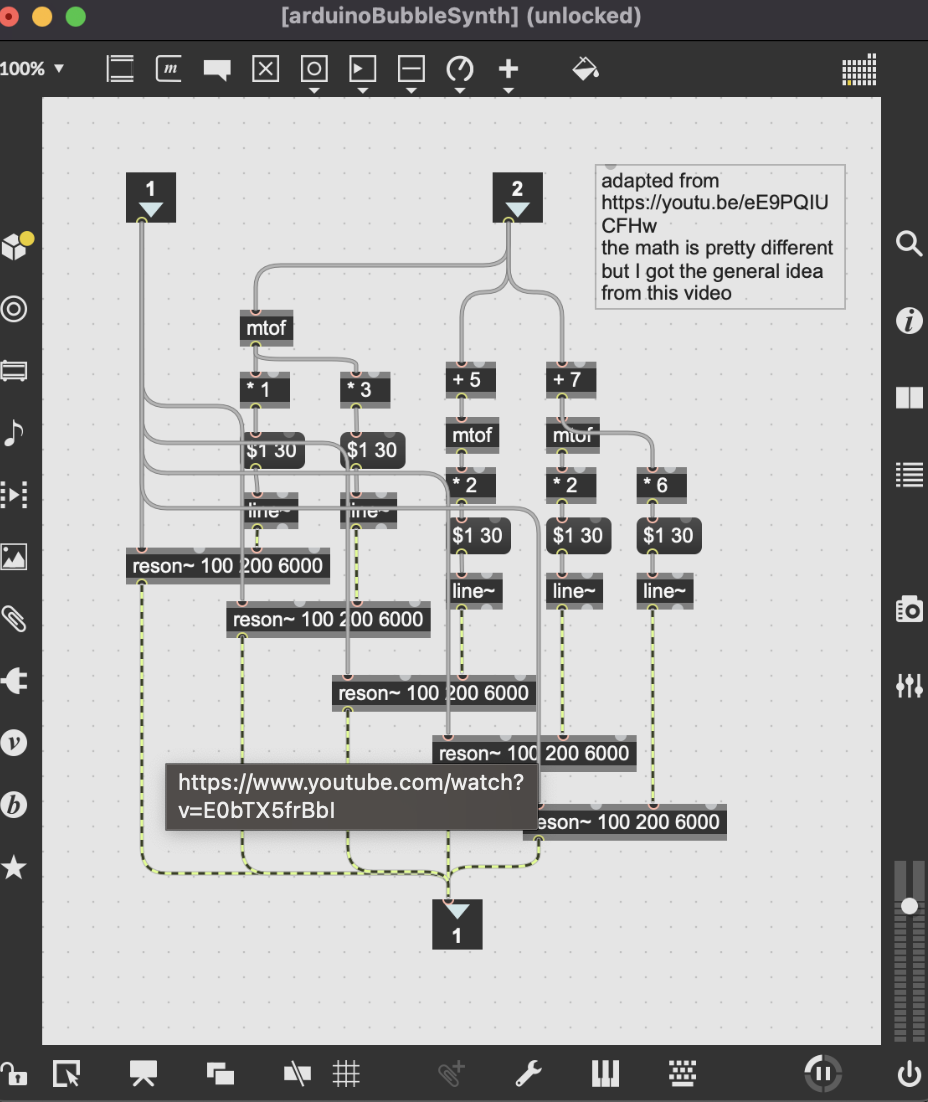 [arduinoBubbleSynth] (unlocked)
100%
m
1
2
adapted from
https://youtu.be/eE9PQIU
CFHw
the math is pretty different
but I got the general idea
from this video
mtof
* 1
* 3
+ 5
+ 7
mtof
mtof
$1 30
$1 30
* 2
* 2
* 6
line~
line~
$1 30
$1 30
$1 30
reson~ 100 200 6000
line~
line~
line~
reson~ 100 200 6000
reson~ 100 200 6000
reson~ 100 200 6000
https://www.youtube.com/watch?
v=E0bTX5frBbI
eson~ 100 200 6000
1
i
v
b